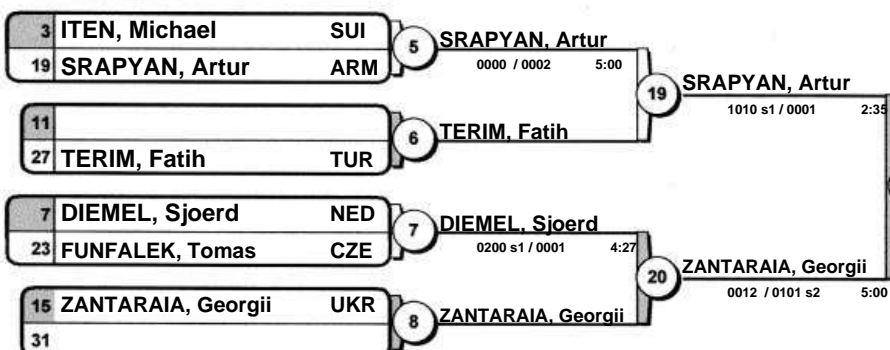 3 ITEN, Michael SUI
19 SRAPYAN, Artur ARM
5 SRAPYAN, Artur
0000 / 0002 5:00
11
27 TERIM, Fatih TUR
6 TERIM, Fatih
19 SRAPYAN, Artur
1010 s1 / 0001 2:35
7 DIEMEL, Sjoerd NED
23 FUNFALEK, Tomas CZE
7 DIEMEL, Sjoerd
0200 s1 / 0001 4:27
15 ZANTARAIA, Georgii UKR
31
8 ZANTARAIA, Georgii
20 ZANTARAIA, Georgii
0012 / 0101 s2 5:00